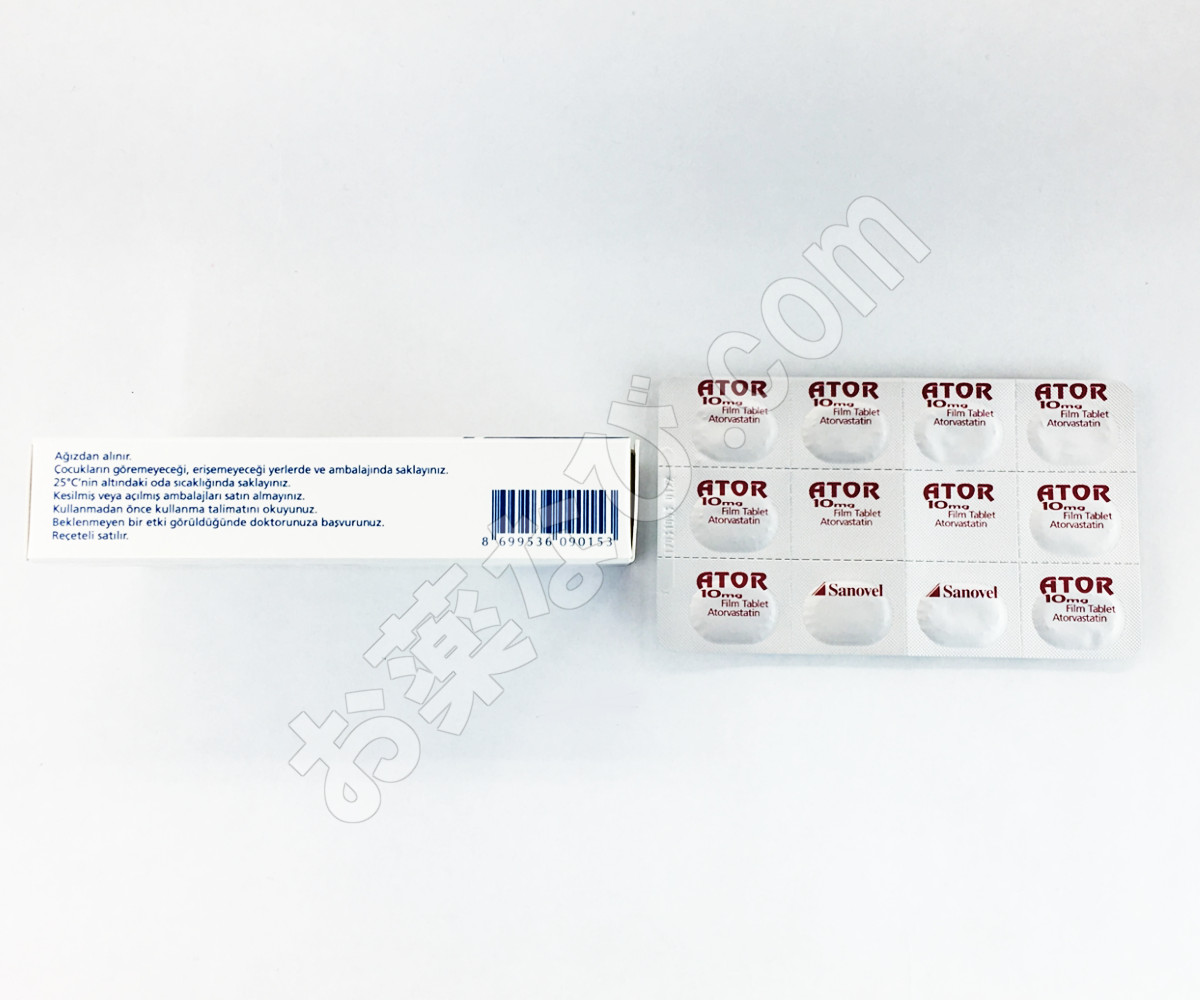 Ağızdan alınır.
Çocukların göremeyeceği, erişemeyeceği yerlerde ve ambalajında saklayınız.
25°C'nin altındaki oda sıcaklığında saklayınız.
Kesilmiş veya açılmış ambalajları satın almayınız.
Kullanmadan önce kullanma talimatını okuyunuz.
Beklenmeyen bir etki görüldüğünde doktorunuza başvurunuz.
Reçeteli satılır.
8 699536 090153
ATOR ATOR ATOR ATOR
10mg 10mg 10mg 10mg
Film Tablet Film Tablet Film Tablet Film Tablet
Atorvastatin Atorvastatin Atorvastatin Atorvastatin
ATOR ATOR ATOR ATOR
10mg 10mg 10mg 10mg
Film Tablet Film Tablet Film Tablet Film Tablet
Atorvastatin Atorvastatin Atorvastatin Atorvastatin
ATOR Sanovel Sanovel ATOR
10mg 10mg
Film Tablet Film Tablet
Atorvastatin Atorvastatin
お薬なび.com